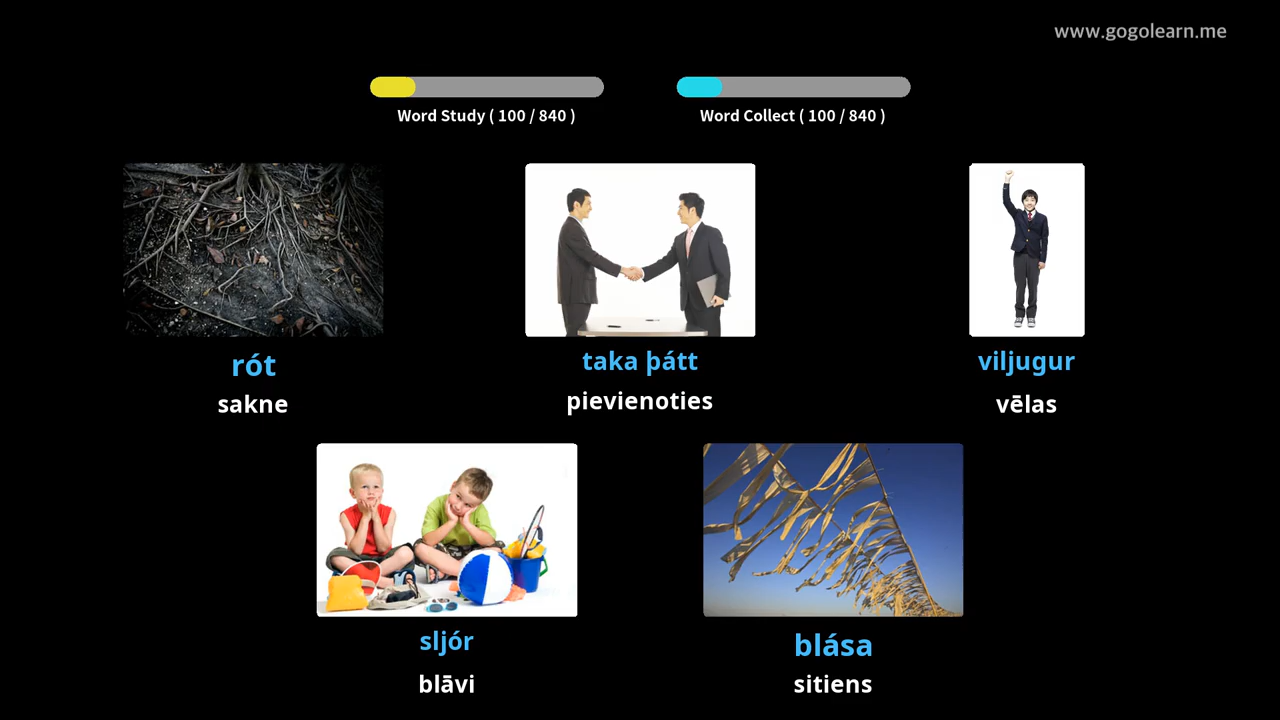 www.gogolearn.me
Word Study ( 100 / 840 )
Word Collect ( 100 / 840 )
rót
sakne
taka þátt
pievienoties
viljugur
vēlas
sljór
blāvi
blása
sitiens